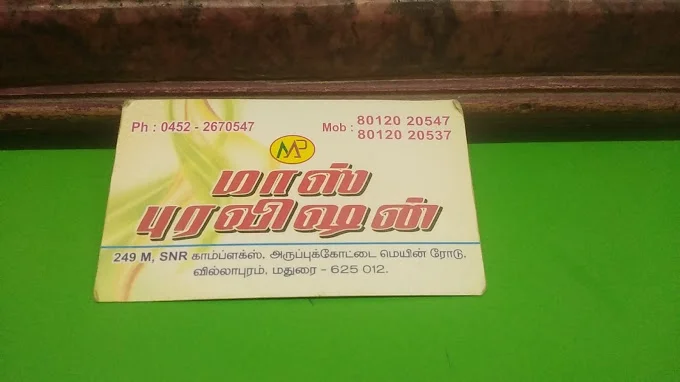 Ph : 0452 - 2670547
Mob : 80120 20547
80120 20537
MP
மாஸ்
புரவிஷன்
249 M, SNR காம்ப்ளக்ஸ், அருப்புக்கோட்டை மெயின் ரோடு,
வில்லாபுரம், மதுரை - 625 012.